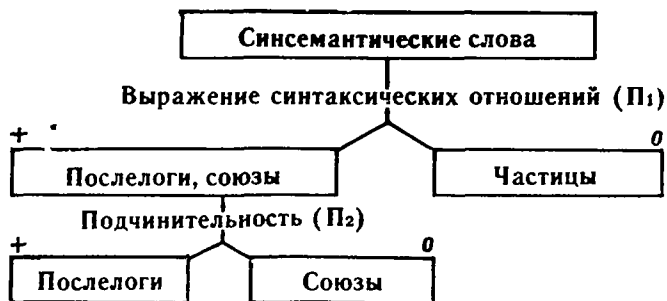 Синсемантические слова
Выражение синтаксических отношений (П₁)
+ 0
Послелоги, союзы Частицы
Подчинительность (П₂)
+ 0
Послелоги Союзы